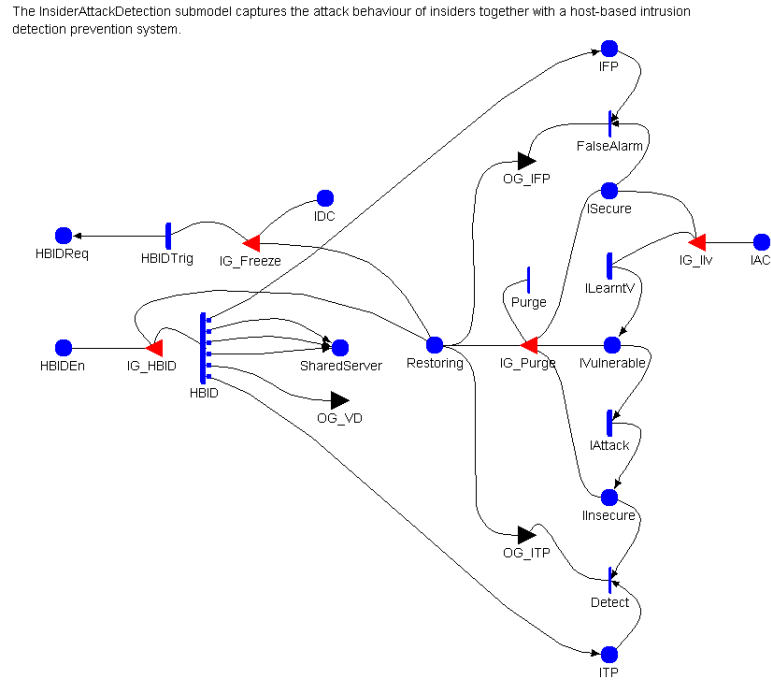 The InsiderAttackDetection submodel captures the attack behaviour of insiders together with a host-based intrusion
detection prevention system.
IFP
FalseAlarm
OG_IFP
ISecure
IDC
HBIDReq
HBIDTrig
IG_Freeze
IG_IIv
IAC
ILearntV
Purge
HBIDEn
IG_HBID
HBID
SharedServer
Restoring
IG_Purge
IVulnerable
OG_VD
IAttack
IInsecure
OG_ITP
Detect
ITP